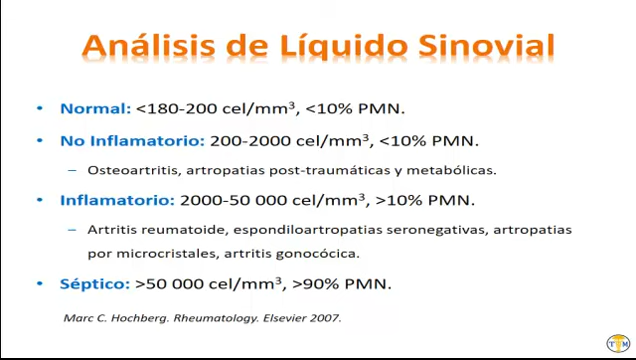 Análisis de Líquido Sinovial
• Normal: <180-200 cel/mm³, <10% PMN.
• No Inflamatorio: 200-2000 cel/mm³, <10% PMN.
– Osteoartritis, artropatias post-traumáticas y metabólicas.
• Inflamatorio: 2000-50 000 cel/mm³, >10% PMN.
– Artritis reumatoide, espondiloartropatias seronegativas, artropatias
por microcristales, artritis gonocócica.
• Séptico: >50 000 cel/mm³, >90% PMN.
Marc C. Hochberg. Rheumatology. Elsevier 2007.
TYM